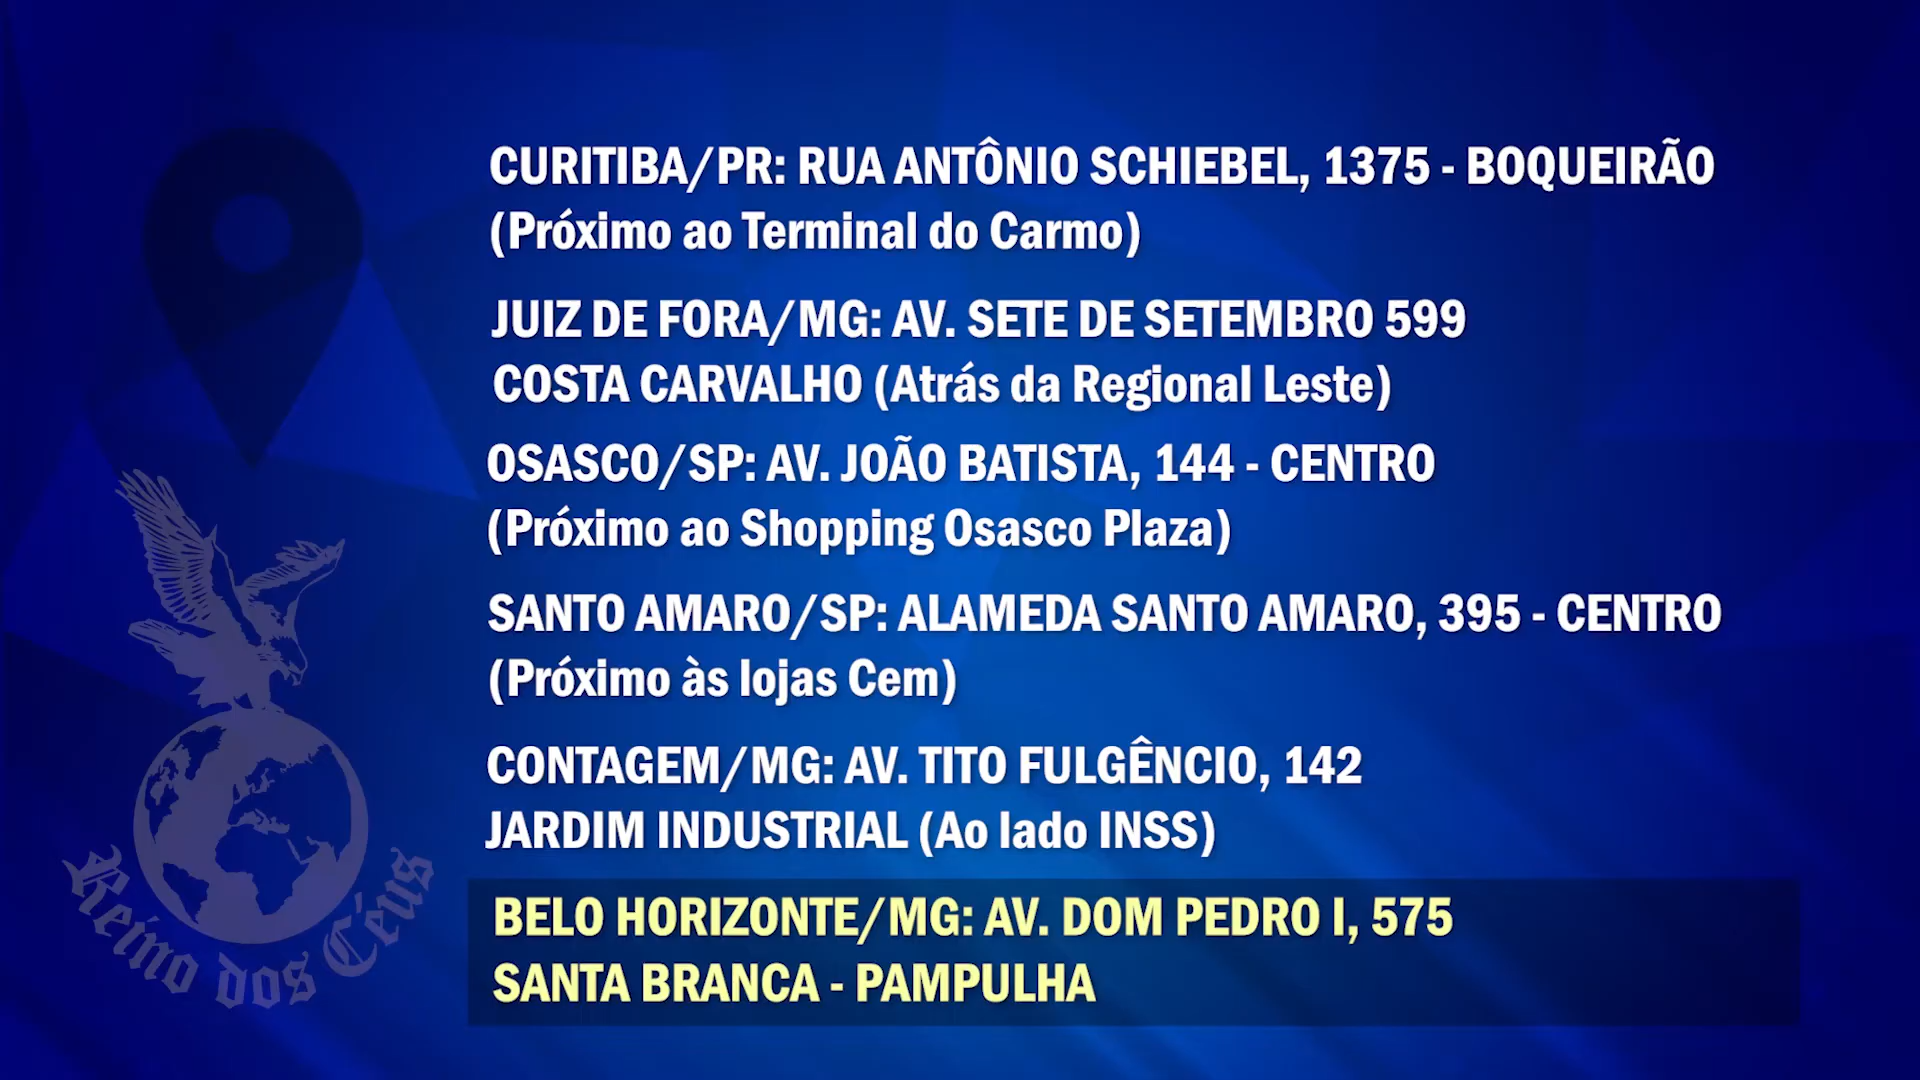 CURITIBA/PR: RUA ANTÔNIO SCHIEBEL, 1375 - BOQUEIRÃO
(Próximo ao Terminal do Carmo)
JUIZ DE FORA/MG: AV. SETE DE SETEMBRO 599
COSTA CARVALHO (Atrás da Regional Leste)
OSASCO/SP: AV. JOÃO BATISTA, 144 - CENTRO
(Próximo ao Shopping Osasco Plaza)
SANTO AMARO/SP: ALAMEDA SANTO AMARO, 395 - CENTRO
(Próximo às lojas Cem)
CONTAGEM/MG: AV. TITO FULGÊNCIO, 142
JARDIM INDUSTRIAL (Ao lado INSS)
BELO HORIZONTE/MG: AV. DOM PEDRO I, 575
SANTA BRANCA - PAMPULHA
Reino dos Céus